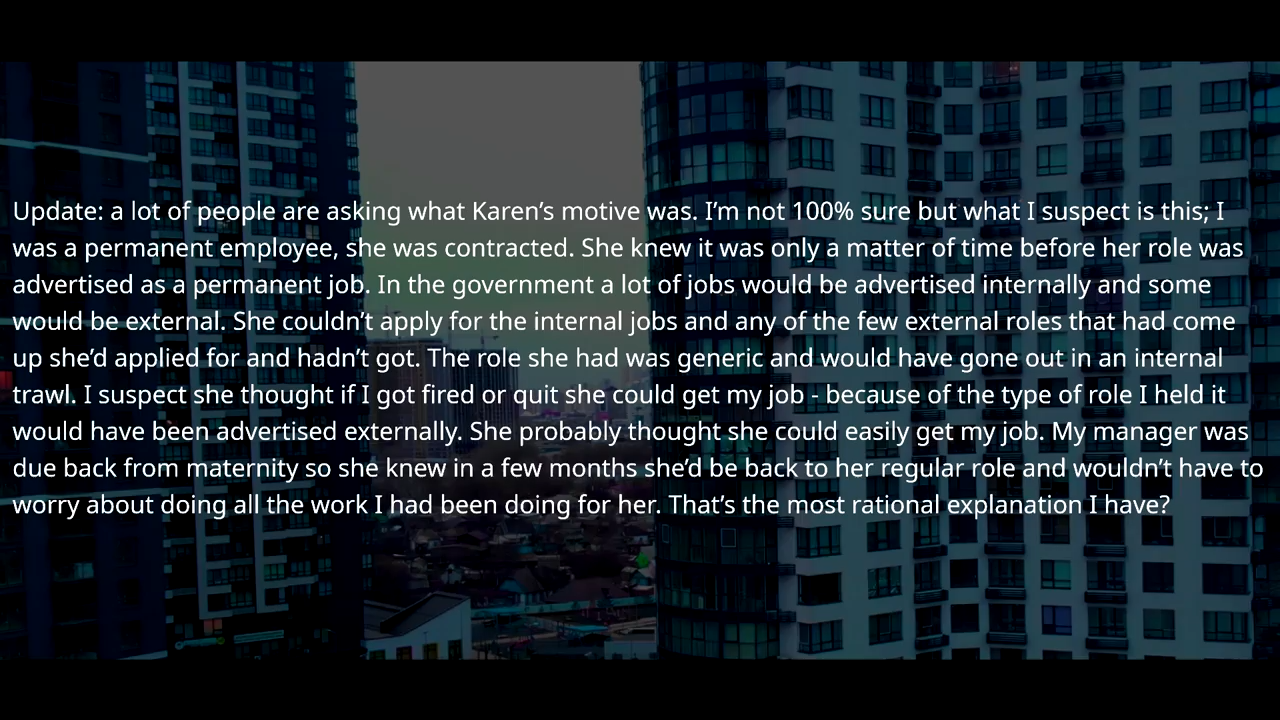 Update: a lot of people are asking what Karen’s motive was. I’m not 100% sure but what I suspect is this; I
was a permanent employee, she was contracted. She knew it was only a matter of time before her role was
advertised as a permanent job. In the government a lot of jobs would be advertised internally and some
would be external. She couldn’t apply for the internal jobs and any of the few external roles that had come
up she’d applied for and hadn’t got. The role she had was generic and would have gone out in an internal
trawl. I suspect she thought if I got fired or quit she could get my job - because of the type of role I held it
would have been advertised externally. She probably thought she could easily get my job. My manager was
due back from maternity so she knew in a few months she’d be back to her regular role and wouldn’t have to
worry about doing all the work I had been doing for her. That’s the most rational explanation I have?